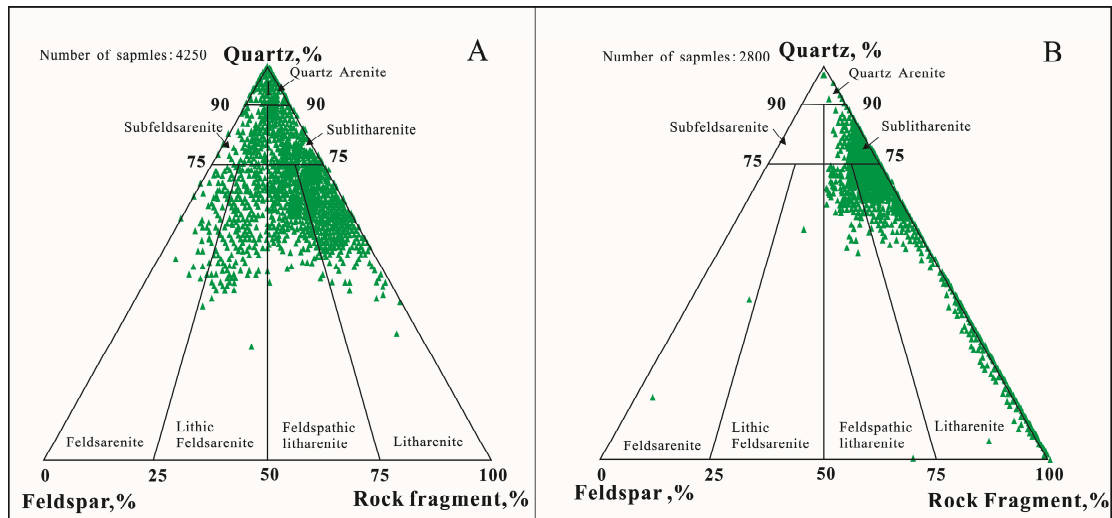 Number of sapmles:4250
Quartz,%
A
Quartz Arenite
90
90
Subfeldsarenite
Sublitharenite
75
75
Feldsarenite
Lithic
Feldsarenite
Feldspathic
litharenite
Litharenite
0
25
50
75
100
Feldspar,%
Rock fragment,%
Number of sapmles:2800
Quartz, %
B
Quartz Arenite
90
90
Subfeldsarenite
Sublitharenite
75
75
Feldsarenite
Lithic
Feldsarenite
Feldspathic
litharenite
Litharenite
0
25
50
75
100
Feldspar ,%
Rock Fragment,%